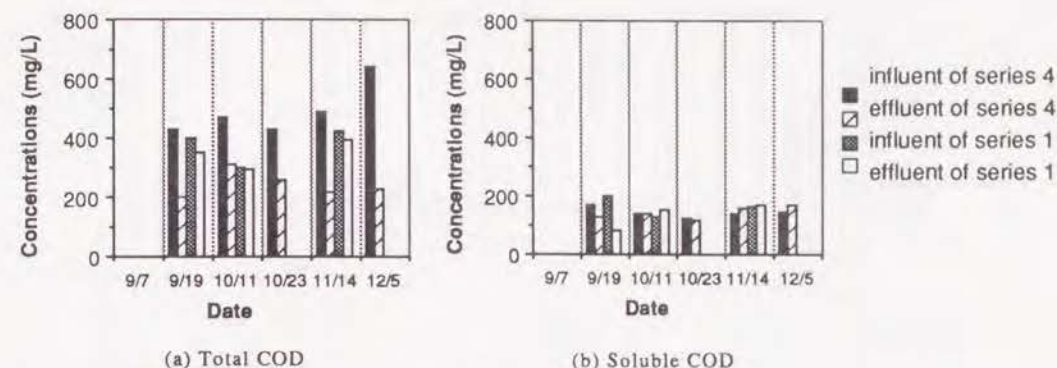 Concentrations (mg/L)
800
600
400
200
0
9/7 9/19 10/11 10/23 11/14 12/5
Date
(a) Total COD
Concentrations (mg/L)
800
600
400
200
0
9/7 9/19 10/11 10/23 11/14 12/5
Date
(b) Soluble COD
influent of series 4
effluent of series 4
influent of series 1
effluent of series 1